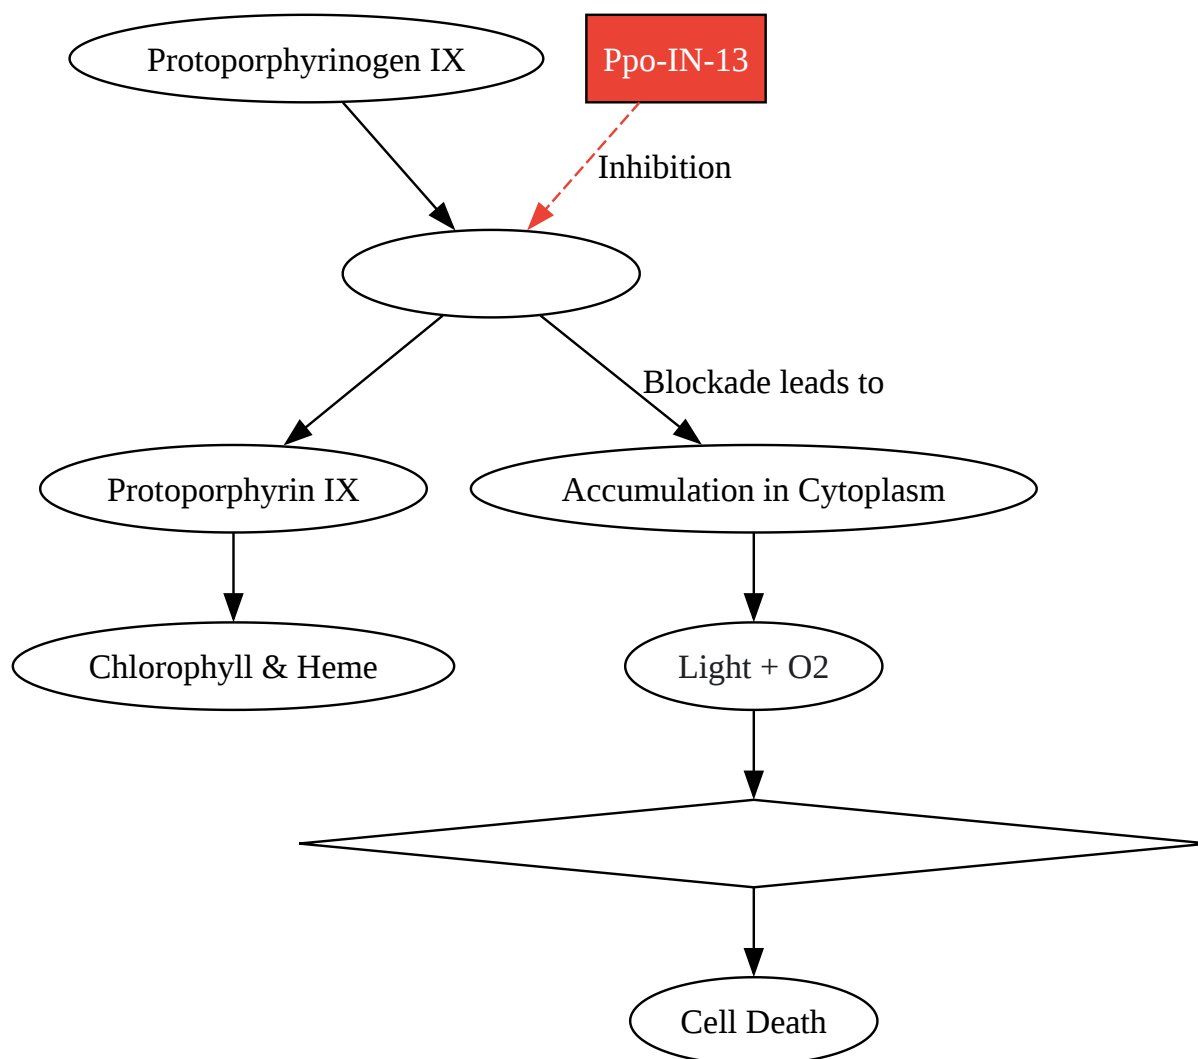 Protoporphyrinogen IX
Ppo-IN-13
Inhibition
Blockade leads to
Protoporphyrin IX
Accumulation in Cytoplasm
Chlorophyll & Heme
Light + O2
Cell Death